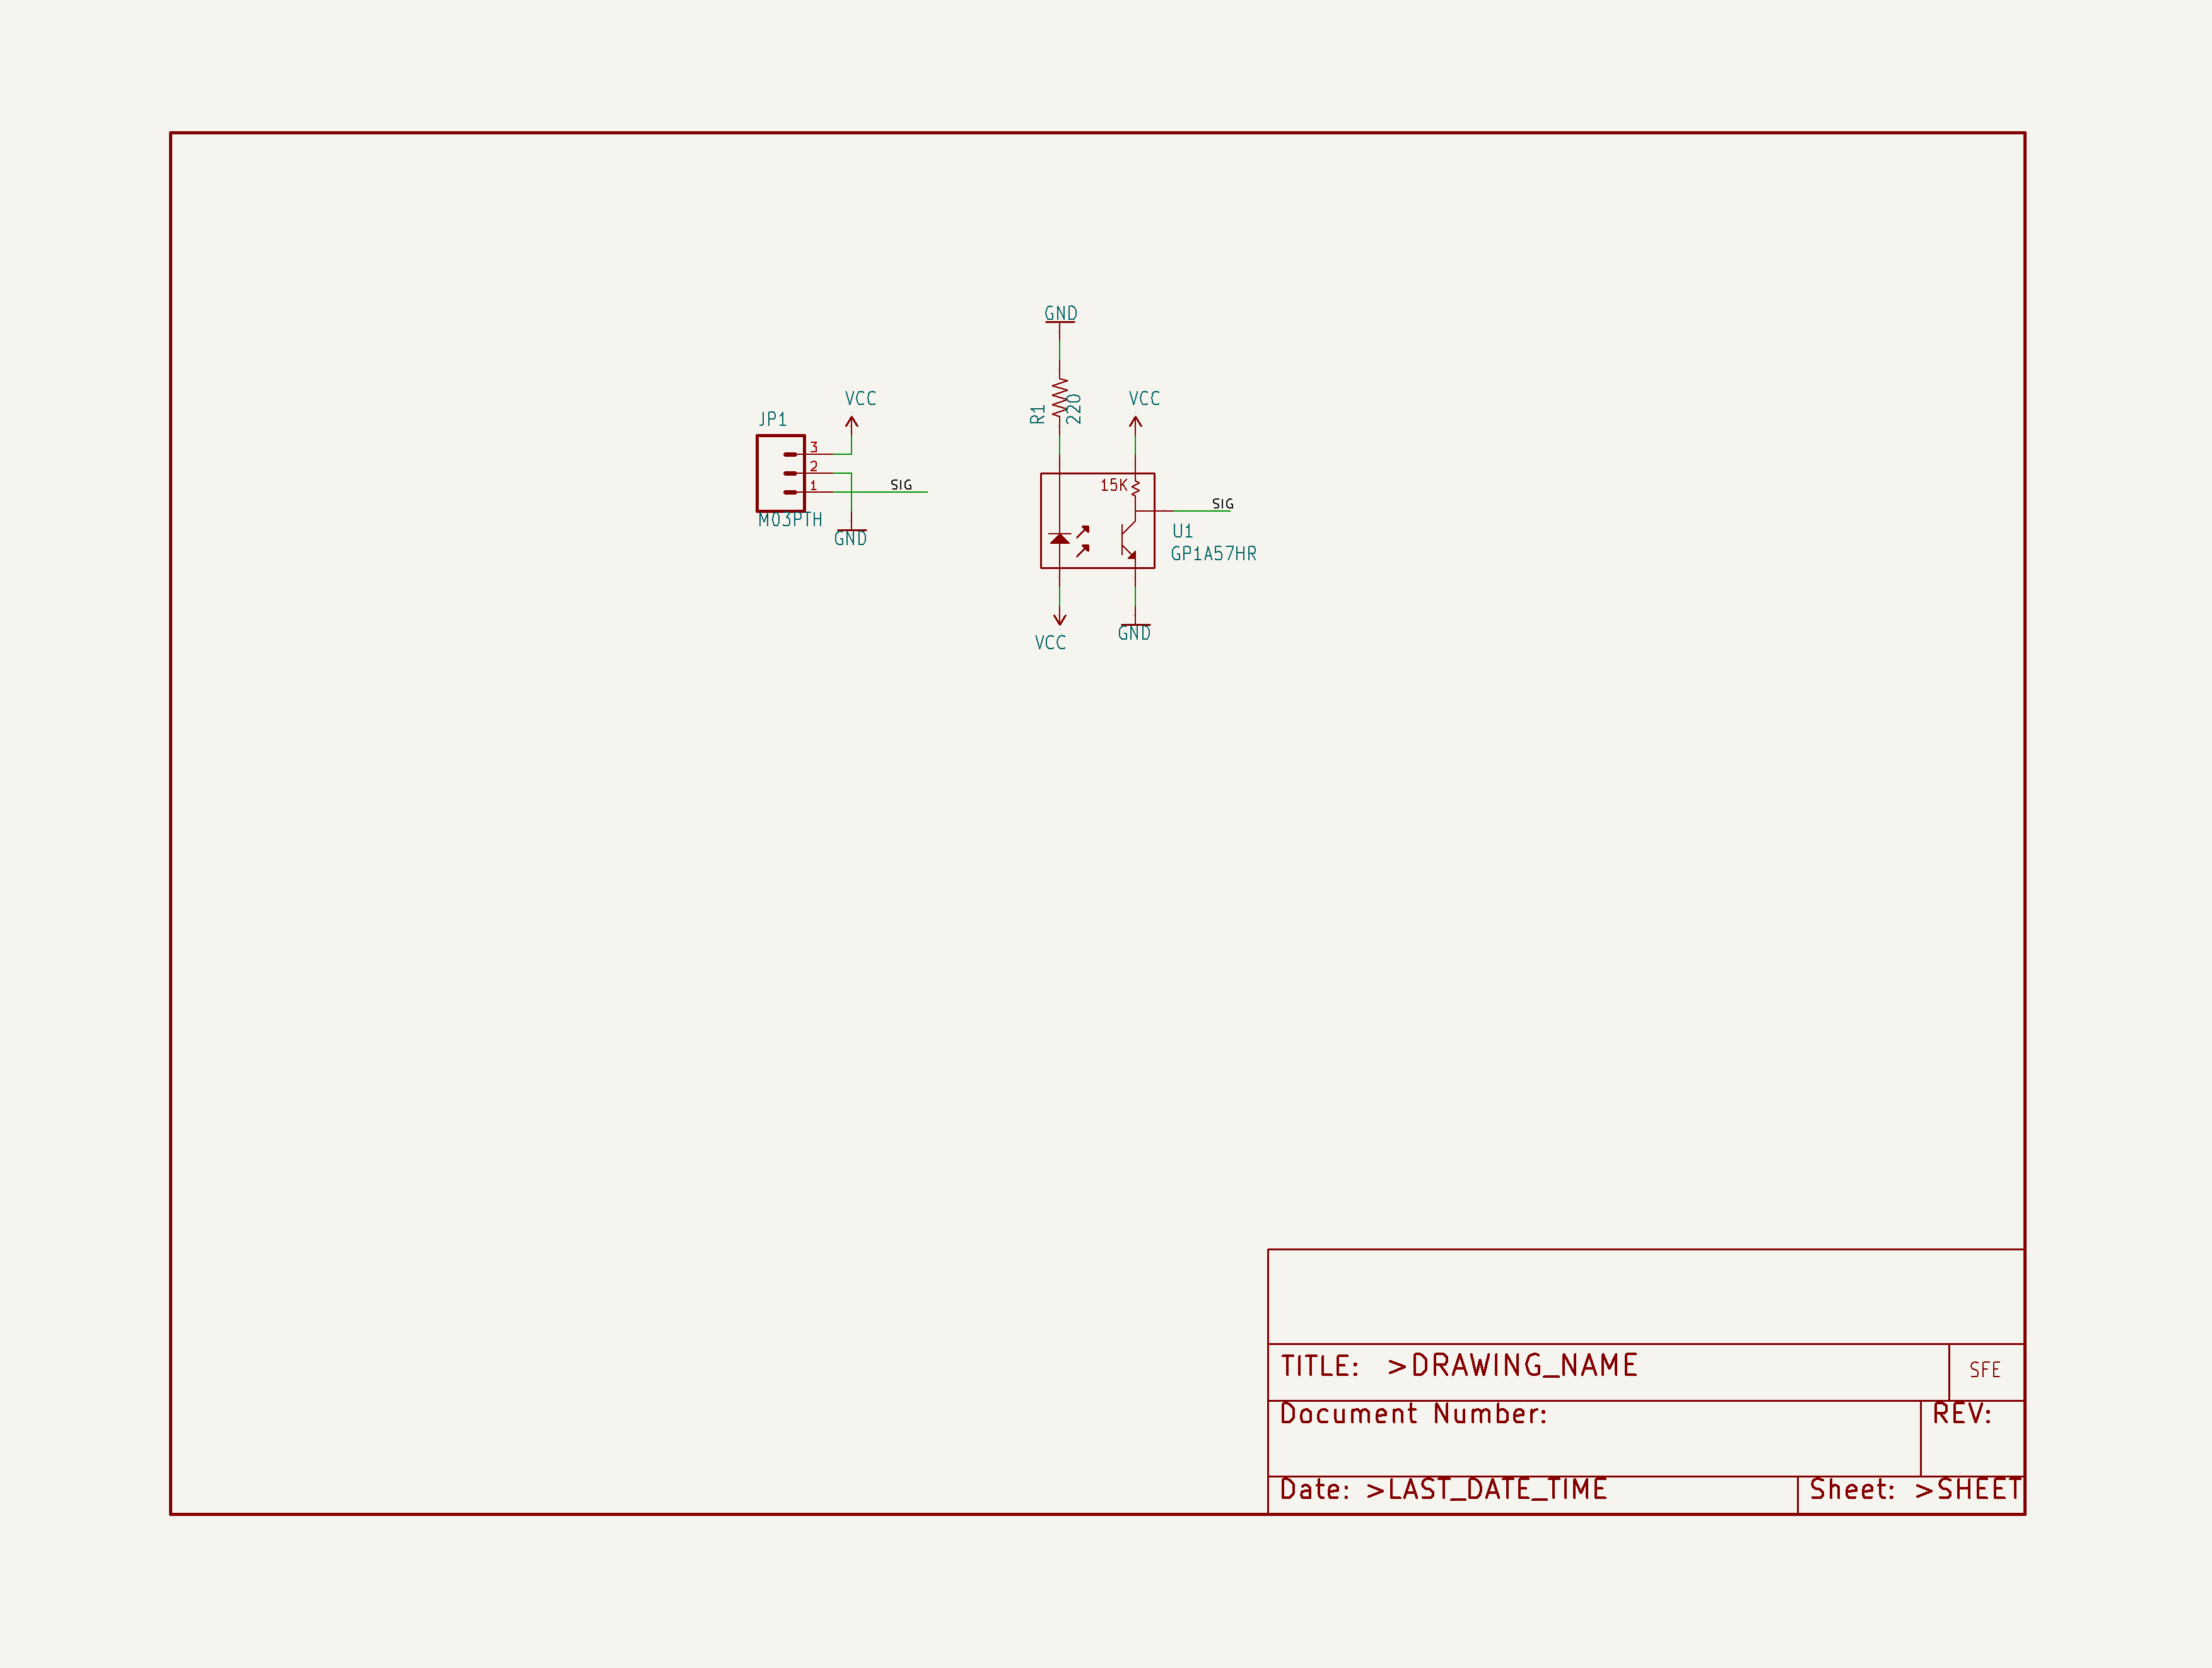 GND
VCC
VCC
JP1
R1
220
3
2
1
SIG
15K
SIG
M03PTH
GND
U1
GP1A57HR
VCC
GND
TITLE: >DRAWING_NAME
SFE
Document Number:
REV:
Date: >LAST_DATE_TIME
Sheet: >SHEET